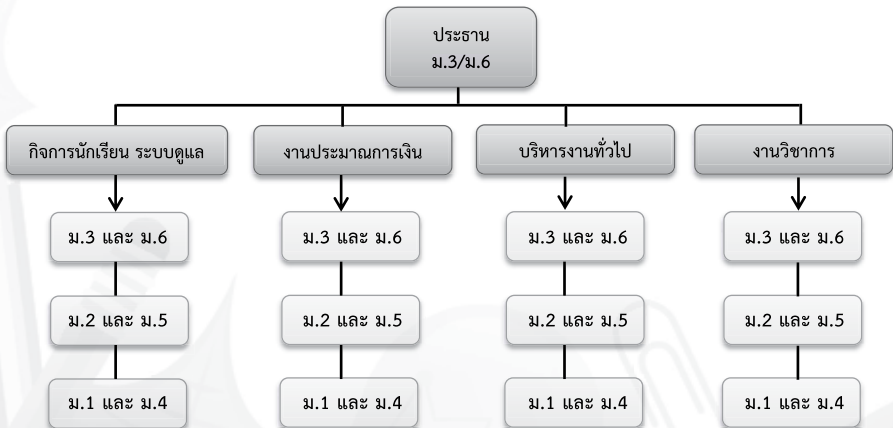 ประธาน
ม.3/ม.6
กิจการนักเรียน ระบบดูแล
งานประมาณการเงิน
บริหารงานทั่วไป
งานวิชาการ
ม.3 และ ม.6
ม.3 และ ม.6
ม.3 และ ม.6
ม.3 และ ม.6
ม.2 และ ม.5
ม.2 และ ม.5
ม.2 และ ม.5
ม.2 และ ม.5
ม.1 และ ม.4
ม.1 และ ม.4
ม.1 และ ม.4
ม.1 และ ม.4